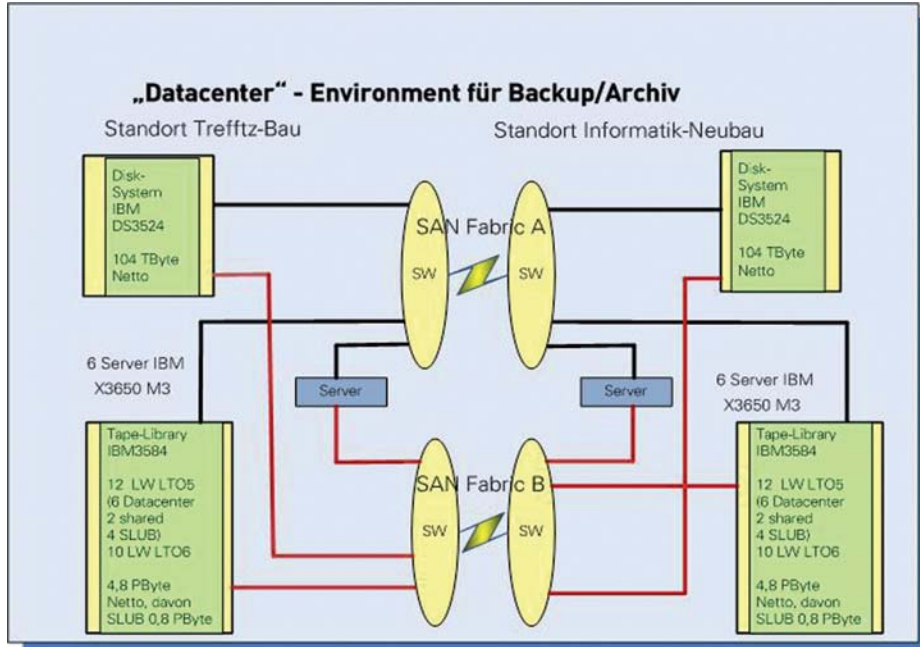 „Datacenter“ - Environment für Backup/Archiv
Standort Trefftz-Bau
Standort Informatik-Neubau
Disk-
System
IBM
DS3524
104 TByte
Netto
SAN Fabric A
SW
SW
Disk-
System
IBM
DS3524
104 TByte
Netto
6 Server IBM
X3650 M3
Server
Server
6 Server IBM
X3650 M3
Tape-Library
IBM3584
12 LW LTO5
(6 Datacenter
2 shared
4 SLUB)
10 LW LTO6
4,8 PByte
Netto, davon
SLUB 0,8 PByte
SAN Fabric B
SW
SW
Tape-Library
IBM3584
12 LW LTO5
(6 Datacenter
2 shared
4 SLUB)
10 LW LTO6
4,8 PByte
Netto, davon
SLUB 0,8 PByte